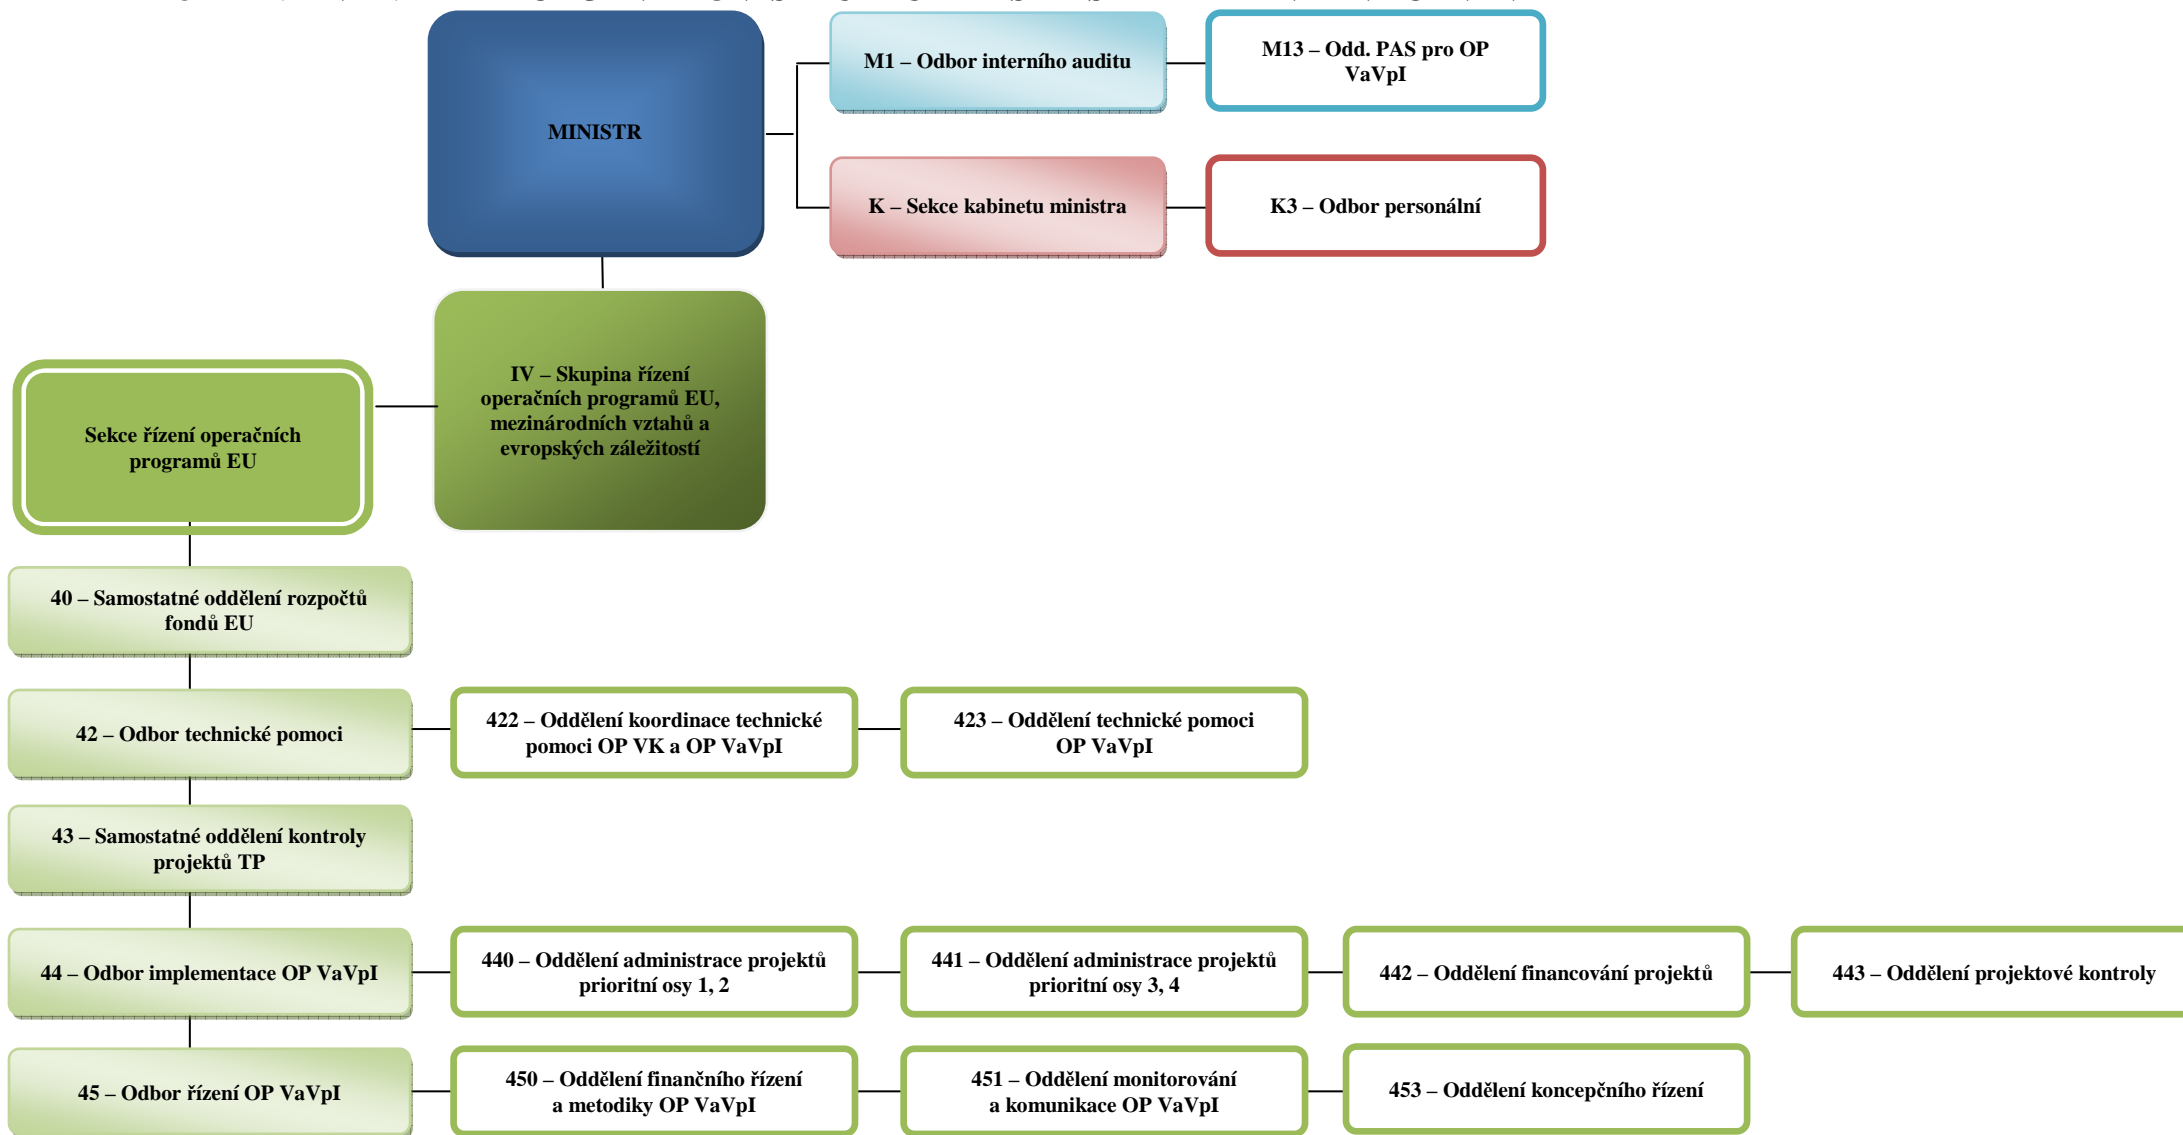 MINISTR
M1 – Odbor interního auditu
M13 – Odd. PAS pro OP
VaVpI
K – Sekce kabinetu ministra
K3 – Odbor personální
IV – Skupina řízení
operačních programů EU,
mezinárodních vztahů a
evropských záležitostí
Sekce řízení operačních
programů EU
40 – Samostatné oddělení rozpočtů
fondů EU
42 – Odbor technické pomoci
422 – Oddělení koordinace technické
pomoci OP VK a OP VaVpI
423 – Oddělení technické pomoci
OP VaVpI
43 – Samostatné oddělení kontroly
projektů TP
44 – Odbor implementace OP VaVpI
440 – Oddělení administrace projektů
prioritní osy 1, 2
441 – Oddělení administrace projektů
prioritní osy 3, 4
442 – Oddělení financování projektů
443 – Oddělení projektové kontroly
45 – Odbor řízení OP VaVpI
450 – Oddělení finančního řízení
a metodiky OP VaVpI
451 – Oddělení monitorování
a komunikace OP VaVpI
453 – Oddělení koncepčního řízení